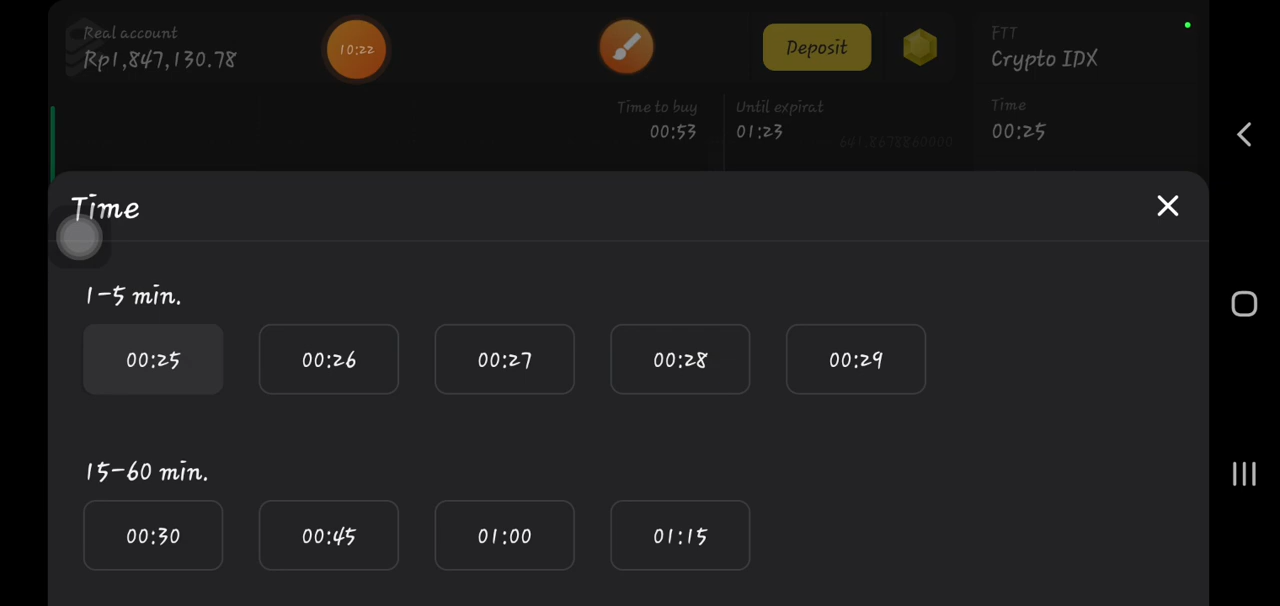 Real account
Rp1,847,130.78
10:22
Deposit
FTT
Crypto IDX
Time to buy
00:53
Until expirat
01:23
641.8678860000
Time
00:25
Time
1-5 min.
00:25
00:26
00:27
00:28
00:29
15-60 min.
00:30
00:45
01:00
01:15